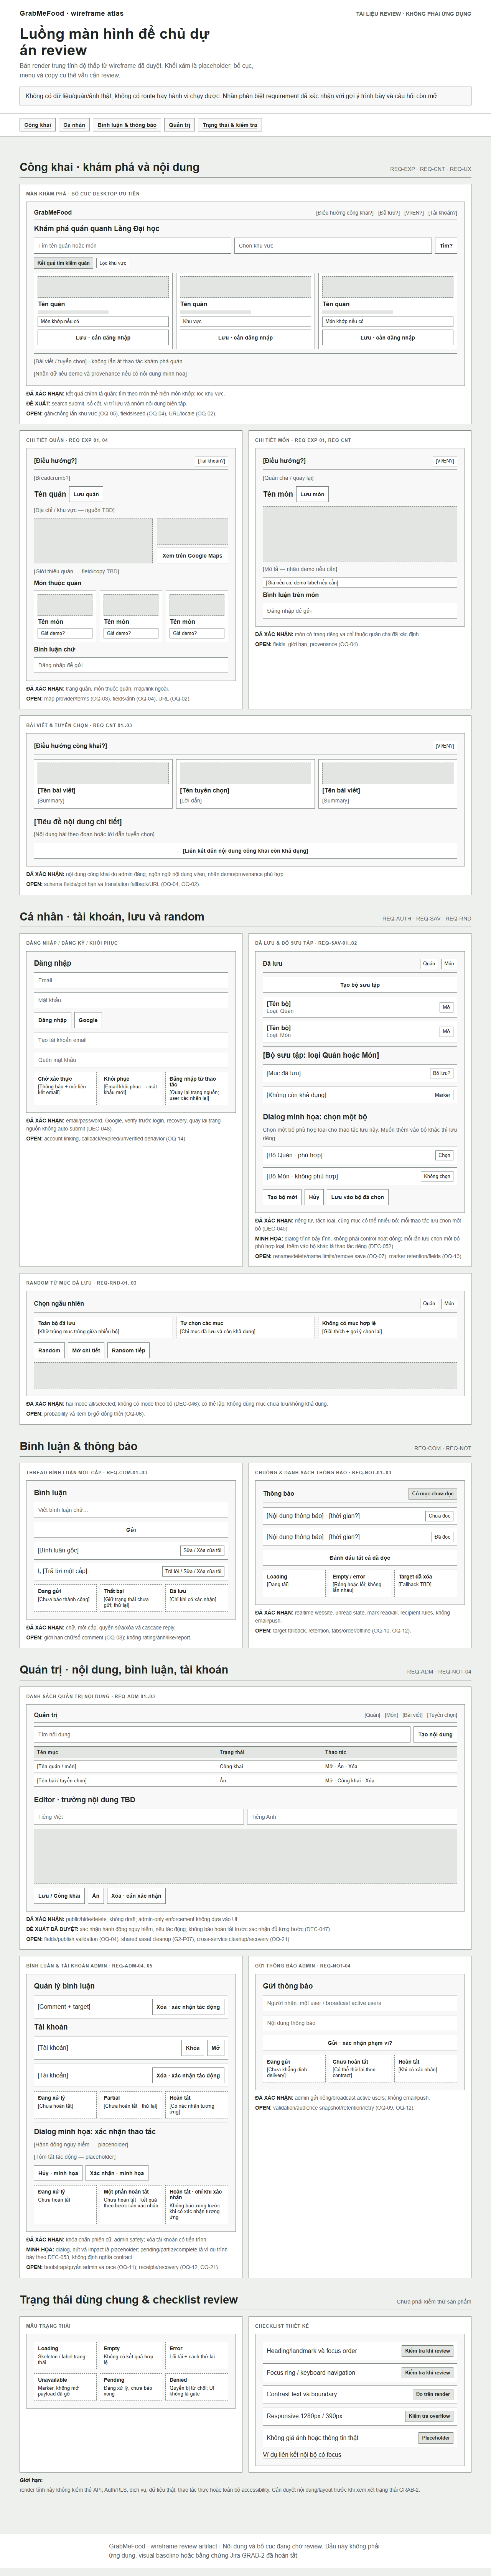 GrabMeFood · wireframe atlas
TÀI LIỆU REVIEW · KHÔNG PHẢI ỨNG DỤNG
Luồng màn hình để chủ dự
án review
Bản render trung tính độ thấp từ wireframe đã duyệt. Khối xám là placeholder; bố cục,
menu và copy cụ thể vẫn cần review.
Không có dữ liệu/quán/ảnh thật, không có route hay hành vi chạy được. Nhãn phân biệt requirement đã xác nhận với gợi ý trình bày và câu hỏi còn mở.
Công khai
Cá nhân
Bình luận & thông báo
Quản trị
Trạng thái & kiểm tra
Công khai · khám phá và nội dung
REQ-EXP · REQ-CNT · REQ-UX
MÀN KHÁM PHÁ · BỐ CỤC DESKTOP ƯU TIÊN
GrabMeFood
[Điều hướng công khai?] · [Đã lưu?] · [VI/EN?] · [Tài khoản?]
Khám phá quán quanh Làng Đại học
Tìm tên quán hoặc món
Chọn khu vực
Tìm?
Kết quả tìm kiếm quán
Lọc khu vực
Tên quán
Món khớp nếu có
Lưu · cần đăng nhập
Tên quán
Khu vực
Lưu · cần đăng nhập
Tên quán
Món khớp nếu có
Lưu · cần đăng nhập
[Bài viết / tuyển chọn] · không lấn át thao tác khám phá quán
[Nhãn dữ liệu demo và provenance nếu có nội dung minh họa]
ĐÃ XÁC NHẬN: kết quả chính là quán; tìm theo món thể hiện món khớp; lọc khu vực.
ĐỀ XUẤT: search submit, số cột, vị trí lưu và nhóm nội dung biên tập.
OPEN: gần/chồng lấn khu vực (OQ-05), fields/seed (OQ-04), URL/locale (OQ-02).
CHI TIẾT QUÁN · REQ-EXP-01, 04
[Điều hướng?]
[Tài khoản?]
[Breadcrumb?]
Tên quán
Lưu quán
[Địa chỉ / khu vực — nguồn TBD]
Xem trên Google Maps
[Giới thiệu quán — field/copy TBD]
Món thuộc quán
Tên món
Giá demo?
Tên món
Giá demo?
Tên món
Giá demo?
Bình luận chữ
Đăng nhập để gửi
ĐÃ XÁC NHẬN: trang quán, món thuộc quán, map/link ngoài.
OPEN: map provider/terms (OQ-03), fields/ảnh (OQ-04), URL (OQ-02).
CHI TIẾT MÓN · REQ-EXP-01, REQ-CNT
[Điều hướng?]
[VI/EN?]
[Quán cha / quay lại]
Tên món
Lưu món
[Mô tả — nhãn demo nếu cần]
[Giá nếu có: demo label nếu cần]
Bình luận trên món
Đăng nhập để gửi
ĐÃ XÁC NHẬN: món có trang riêng và chỉ thuộc quán cha đã xác định.
OPEN: fields, giới hạn, provenance (OQ-04).
BÀI VIẾT & TUYỂN CHỌN · REQ-CNT-01..03
[Điều hướng công khai?]
[VI/EN?]
[Tên bài viết]
[Summary]
[Tên tuyển chọn]
[Lời dẫn]
[Tên bài viết]
[Summary]
[Tiêu đề nội dung chi tiết]
[Nội dung bài theo đoạn hoặc lời dẫn tuyển chọn]
[Liên kết đến nội dung công khai còn khả dụng]
ĐÃ XÁC NHẬN: nội dung công khai do admin đăng; ngôn ngữ nội dung vi/en; nhãn demo/provenance phù hợp.
OPEN: schema fields/giới hạn và translation fallback/URL (OQ-04, OQ-02).
Cá nhân · tài khoản, lưu và random
REQ-AUTH · REQ-SAV · REQ-RND
ĐĂNG NHẬP / ĐĂNG KÝ / KHÔI PHỤC
Đăng nhập
Email
Mật khẩu
Đăng nhập
Google
Tạo tài khoản email
Quên mật khẩu
Chờ xác thực
[Thông báo + mở liên kết email]
Khôi phục
[Email khôi phục → mật khẩu mới]
Đăng nhập từ thao tác
[Quay lại trang nguồn; user xác nhận lại]
ĐÃ XÁC NHẬN: email/password, Google, verify trước login, recovery, quay lại trang
nguồn không auto-submit (DEC-048).
OPEN: account linking, callback/expired/unverified behavior (OQ-14).
ĐÃ LƯU & BỘ SƯU TẬP · REQ-SAV-01..02
Đã lưu
Quán
Món
Tạo bộ sưu tập
[Tên bộ]
Loại: Quán
Mở
[Tên bộ]
Loại: Món
Mở
[Bộ sưu tập: loại Quán hoặc Món]
[Mục đã lưu]
Bỏ lưu?
[Không còn khả dụng]
Marker
Dialog minh họa: chọn một bộ
Chọn một bộ phù hợp loại cho thao tác lưu này. Muốn thêm vào bộ khác thì lưu
riêng.
[Bộ Quán · phù hợp]
Chọn
[Bộ Món · không phù hợp]
Không chọn
Tạo bộ mới
Hủy
Lưu vào bộ đã chọn
ĐÃ XÁC NHẬN: riêng tư, tách loại, cùng mục có thể nhiều bộ, mỗi thao tác lưu chọn một
bộ (DEC-045).
MINH HỌA: dialog trình bày tĩnh, không phải control hoạt động; mỗi lần lưu chọn một bộ
phù hợp loại, thêm vào bộ khác là thao tác riêng (DEC-052).
OPEN: rename/delete/name limits/remove save (OQ-07), marker retention/fields (OQ-13).
RANDOM TỪ MỤC ĐÃ LƯU · REQ-RND-01..03
Chọn ngẫu nhiên
Quán
Món
Toàn bộ đã lưu
[Khử trùng mục trùng giữa nhiều bộ]
Tự chọn các mục
[Chỉ mục đã lưu và còn khả dụng]
Không có mục hợp lệ
[Giải thích + gợi ý chọn lại]
Random
Mở chi tiết
Random tiếp
ĐÃ XÁC NHẬN: hai mode all/selected; không có mode theo bộ (DEC-046), có thể lặp, không dùng mục chưa lưu/không khả dụng.
OPEN: probability và item bị gỡ đồng thời (OQ-06).
Bình luận & thông báo
REQ-COM · REQ-NOT
THREAD BÌNH LUẬN MỘT CẤP · REQ-COM-01..03
Bình luận
Viết bình luận chữ...
Gửi
[Bình luận gốc]
Sửa / Xóa của tôi
↳ [Trả lời một cấp]
Trả lời / Sửa / Xóa của tôi
Đang gửi
[Chưa báo thành công]
Thất bại
[Giữ trạng thái chưa gửi; thử lại]
Đã lưu
[Chỉ khi có xác nhận]
ĐÃ XÁC NHẬN: chữ, một cấp, quyền sửa/xóa và cascade reply.
OPEN: giới hạn chữ/số comment (OQ-08), không rating/ảnh/like/report.
CHUÔNG & DANH SÁCH THÔNG BÁO · REQ-NOT-01..03
Thông báo
Có mục chưa đọc
[Nội dung thông báo] · [thời gian?]
Chưa đọc
[Nội dung thông báo] · [thời gian?]
Đã đọc
Đánh dấu tất cả đã đọc
Loading
[Đang tải]
Empty / error
[Rỗng hoặc lỗi, không lẫn nhau]
Target đã xóa
[Fallback TBD]
ĐÃ XÁC NHẬN: realtime website, unread state, mark read/all, recipient rules, không
email/push.
OPEN: target fallback, retention, tabs/order/offline (OQ-10, OQ-12).
Quản trị · nội dung, bình luận, tài khoản
REQ-ADM · REQ-NOT-04
DANH SÁCH QUẢN TRỊ NỘI DUNG · REQ-ADM-01..03
Quản trị
[Quán] · [Món] · [Bài viết] · [Tuyển chọn]
Tìm nội dung
Tạo nội dung
Tên mục
Trạng thái
Thao tác
[Tên quán / món]
Công khai
Mở · Ẩn · Xóa
[Tên bài / tuyển chọn]
Ẩn
Mở · Công khai · Xóa
Editor · trường nội dung TBD
Tiếng Việt
Tiếng Anh
Lưu / Công khai
Ẩn
Xóa · cần xác nhận
ĐÃ XÁC NHẬN: public/hide/delete, không draft, admin-only enforcement không dựa vào UI.
ĐỀ XUẤT ĐÃ DUYỆT: xác nhận hành động nguy hiểm, nêu tác động; không báo hoàn tất trước xác nhận đủ từng bước (DEC-047).
OPEN: fields/publish validation (OQ-04), shared asset cleanup (G2-P07), cross-service cleanup/recovery (OQ-21).
BÌNH LUẬN & TÀI KHOẢN ADMIN · REQ-ADM-04..05
Quản lý bình luận
[Comment + target]
Xóa · xác nhận tác động
Tài khoản
[Tài khoản]
Khóa
Mở
[Tài khoản]
Xóa · xác nhận tác động
Đang xử lý
[Chưa hoàn tất]
Partial
[Chưa hoàn tất · thử lại]
Hoàn tất
[Có xác nhận tương ứng]
Dialog minh họa: xác nhận thao tác
[Hành động nguy hiểm — placeholder]
[Tóm tắt tác động — placeholder]
Hủy · minh họa
Xác nhận · minh họa
Đang xử lý
Chưa hoàn tất
Một phần hoàn tất
Chưa hoàn tất · kết quả theo bước cần xác nhận
Hoàn tất · chỉ khi xác nhận
Không báo xong trước khi có xác nhận tương ứng
ĐÃ XÁC NHẬN: khóa chặn phiên cũ, admin safety, xóa tài khoản có tiến trình.
MINH HỌA: dialog, nút và impact là placeholder; pending/partial/complete là ví dụ trình
bày theo DEC-053, không định nghĩa contract.
OPEN: bootstrap/quyền admin và race (OQ-11); receipts/recovery (OQ-12, OQ-21).
GỬI THÔNG BÁO ADMIN · REQ-NOT-04
Gửi thông báo
Người nhận: một user / broadcast active users
Nội dung thông báo
Gửi · xác nhận phạm vi?
Đang gửi
[Chưa khẳng định delivery]
Chưa hoàn tất
[Có thể thử lại theo contract]
Hoàn tất
[Khi có xác nhận]
ĐÃ XÁC NHẬN: admin gửi riêng/broadcast active users; không email/push.
OPEN: validation/audience snapshot/retention/retry (OQ-09, OQ-12).
Trạng thái dùng chung & checklist review
Chưa phải kiểm thử sản phẩm
MẪU TRẠNG THÁI
Loading
Skeleton / label trạng thái
Empty
Không có kết quả hợp lệ
Error
Lỗi tải + cách thử lại
Unavailable
Marker, không mở payload đã gỡ
Pending
Đang xử lý, chưa báo xong
Denied
Quyền bị từ chối; UI không là gate
CHECKLIST THIẾT KẾ
Heading/landmark và focus order
Kiểm tra khi review
Focus ring / keyboard navigation
Kiểm tra khi review
Contrast text và boundary
Đo trên render
Responsive 1280px / 390px
Kiểm tra overflow
Không giả ảnh hoặc thông tin thật
Placeholder
Ví dụ liên kết nội bộ có focus
Giới hạn:
render tĩnh này không kiểm thử API, Auth/RLS, dịch vụ, dữ liệu thật, thao tác thực hoặc toàn bộ accessibility. Cần duyệt nội dung/layout trước khi xem xét trạng thái GRAB-2.
GrabMeFood · wireframe review artifact · Nội dung và bố cục đang chờ review. Bản này không phải
ứng dụng, visual baseline hoặc bằng chứng Jira GRAB-2 đã hoàn tất.